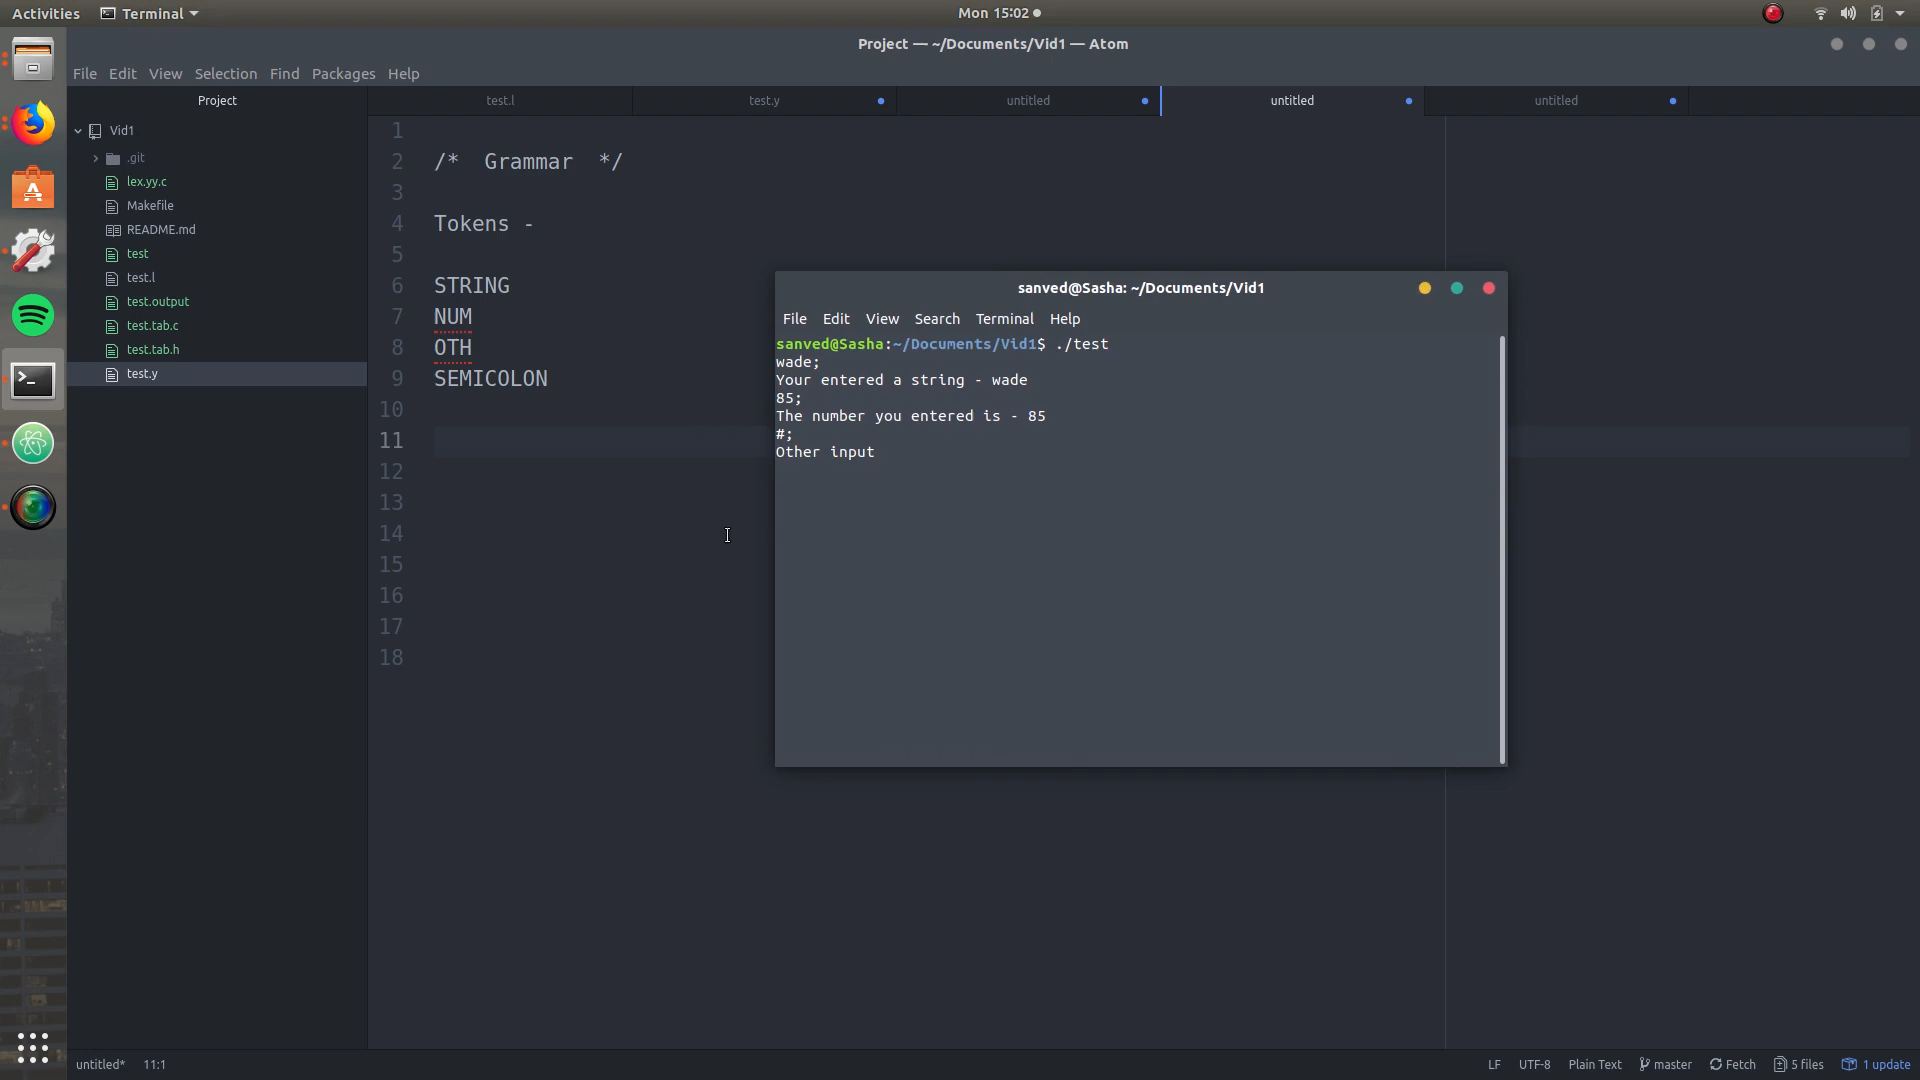 Activities Terminal Mon 15:02
Project — ~/Documents/Vid1 — Atom
File Edit View Selection Find Packages Help
Project test.l test.y untitled untitled untitled
Vid1
.git
lex.yy.c
Makefile
README.md
test
test.l
test.output
test.tab.c
test.tab.h
test.y
1
2 /* Grammar */
3
4 Tokens -
5
6 STRING
7 NUM
8 OTH
9 SEMICOLON
10
11
12
13
14
15
16
17
18
sanved@Sasha: ~/Documents/Vid1
File Edit View Search Terminal Help
sanved@Sasha:~/Documents/Vid1$ ./test
wade;
Your entered a string - wade
85;
The number you entered is - 85
#;
Other input
untitled* 11:1 LF UTF-8 Plain Text master Fetch 5 files 1 update